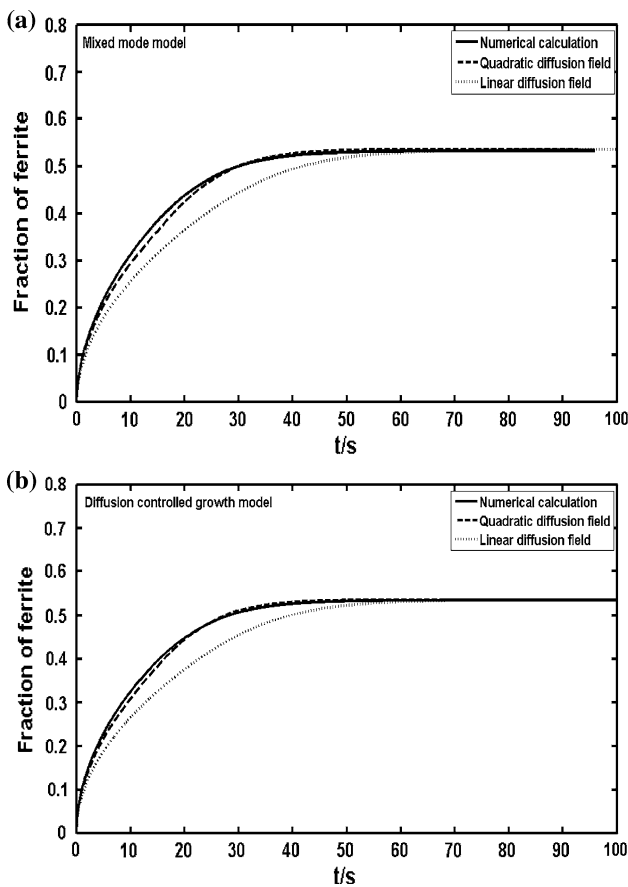 (a)
Mixed mode model
Numerical calculation
Quadratic diffusion field
Linear diffusion field
Fraction of ferrite
0.8
0.7
0.6
0.5
0.4
0.3
0.2
0.1
0
0 10 20 30 40 50 60 70 80 90 100
t/s
(b)
Diffusion controlled growth model
Numerical calculation
Quadratic diffusion field
Linear diffusion field
Fraction of ferrite
0.8
0.7
0.6
0.5
0.4
0.3
0.2
0.1
0
0 10 20 30 40 50 60 70 80 90 100
t/s